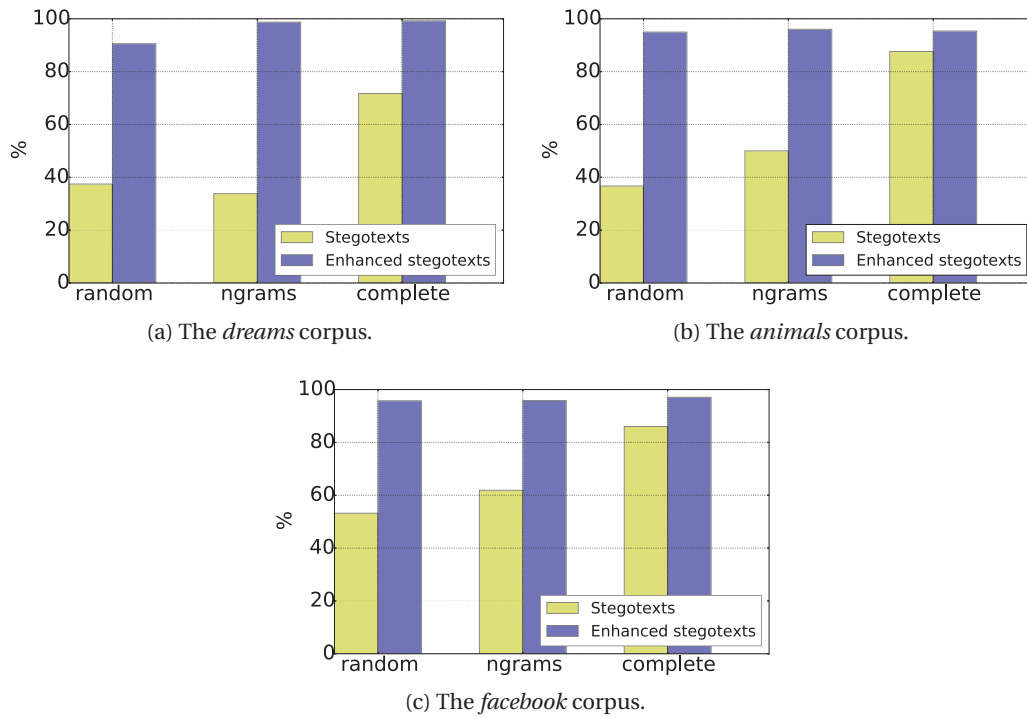 100
80
60
40
20
0
%
random ngrams complete
Stegotexts
Enhanced stegotexts
(a) The dreams corpus.
100
80
60
40
20
0
%
random ngrams complete
Stegotexts
Enhanced stegotexts
(b) The animals corpus.
100
80
60
40
20
0
%
random ngrams complete
Stegotexts
Enhanced stegotexts
(c) The facebook corpus.